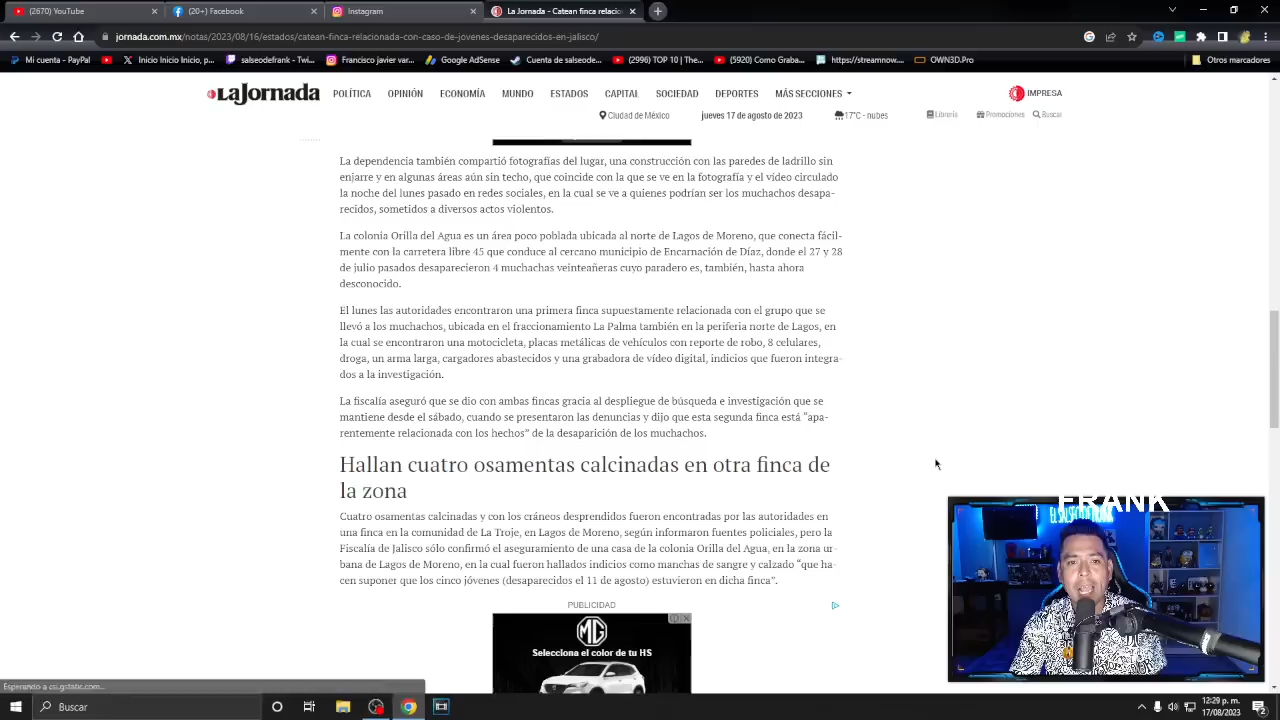 (2670) YouTube
(20+) Facebook
Instagram
La Jornada - Catean finca relacio
jornada.com.mx/notas/2023/08/16/estados/catean-finca-relacionada-con-caso-de-desaparecidos-en-jalisco/
Mi cuenta - PayPal
Inicio Inicio Inicio, p...
saseodefrank - Twi...
Francisco javier var...
Google AdSense
Cuenta de salseode...
(2996) TOP 10 | The...
(5920) Como Graba...
https://streamnow....
OWN3D.Pro
Otros marcadores
La Jornada
POLÍTICA
OPINIÓN
ECONOMÍA
MUNDO
ESTADOS
CAPITAL
SOCIEDAD
DEPORTES
MÁS SECCIONES
IMPRESA
Ciudad de México
jueves 17 de agosto de 2023
17°C - nubes
Librería
Promociones
Buscar
La dependencia también compartió fotografías del lugar, una construcción con las paredes de ladrillo sin
enjarre y en algunas áreas aún sin techo, que coincide con la que se ve en la fotografía y el vídeo circulado
la noche del lunes pasado en redes sociales, en la cual se ve a quienes podrían ser los muchachos desapa-
recidos, sometidos a diversos actos violentos.
La colonia Orilla del Agua es un área poco poblada ubicada al norte de Lagos de Moreno, que conecta fácil-
mente con la carretera libre 45 que conduce al cercano municipio de Encarnación de Díaz, donde el 27 y 28
de julio pasados desaparecieron 4 muchachas veinteañeras cuyo paradero es, también, hasta ahora
desconocido.
El lunes las autoridades encontraron una primera finca supuestamente relacionada con el grupo que se
llevó a los muchachos, ubicada en el fraccionamiento La Palma también en la periferia norte de Lagos, en
la cual se encontraron una motocicleta, placas metálicas de vehículos con reporte de robo, 8 celulares,
droga, un arma larga, cargadores abastecidos y una grabadora de vídeo digital, indicios que fueron integra-
dos a la investigación.
La fiscalía aseguró que se dio con ambas fincas gracia al despliegue de búsqueda e investigación que se
mantiene desde el sábado, cuando se presentaron las denuncias y dijo que esta segunda finca está "apa-
rentemente relacionada con los hechos” de la desaparición de los muchachos.
Hallan cuatro osamentas calcinadas en otra finca de
la zona
Cuatro osamentas calcinadas y con los cráneos desprendidos fueron encontradas por las autoridades en
una finca en la comunidad de La Troje, en Lagos de Moreno, según informaron fuentes policiales, pero la
Fiscalía de Jalisco sólo confirmó el aseguramiento de una casa de la colonia Orilla del Agua, en la zona ur-
bana de Lagos de Moreno, en la cual fueron hallados indicios como manchas de sangre y calzado “que ha-
cen suponer que los cinco jóvenes (desaparecidos el 11 de agosto) estuvieron en dicha finca”.
FRANK
PUBLICIDAD
MG
Selecciona el color de tu HS
Esperando a csi.gstatic.com...
Buscar
12:29 p. m.
17/08/2023